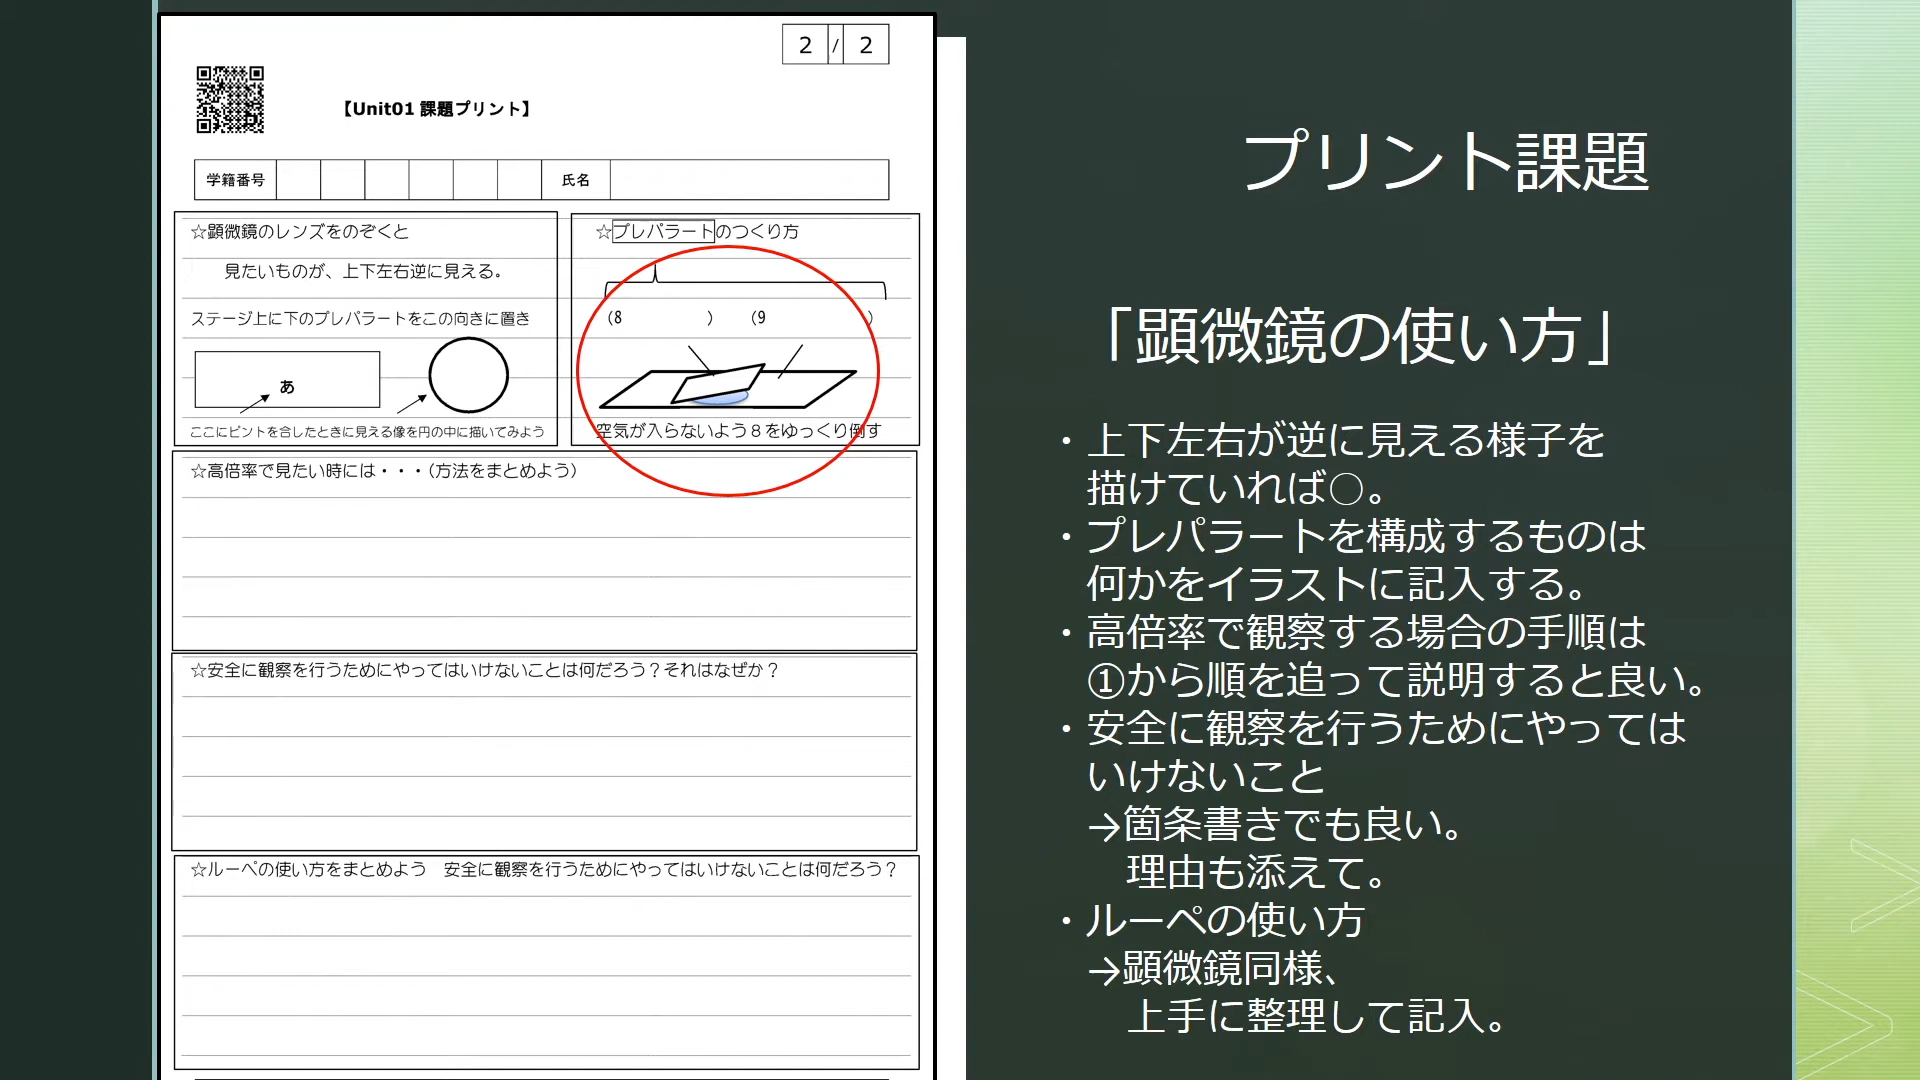 2 / 2
【Unit01 課題プリント】
学籍番号
氏名
☆顕微鏡のレンズをのぞくと
見たいものが、上下左右逆に見える。
ステージ上に下のプレパラートをこの向きに置き
あ
ここにピントを合したときに見える像を円の中に描いてみよう
☆プレパラートのつくり方
（8　　　　）　（9　　　　）
空気が入らないよう８をゆっくり倒す
☆高倍率で見たい時には・・・（方法をまとめよう）
☆安全に観察を行うためにやってはいけないことは何だろう？それはなぜか？
☆ルーペの使い方をまとめよう　安全に観察を行うためにやってはいけないことは何だろう？
プリント課題
「顕微鏡の使い方」
・上下左右が逆に見える様子を
描けていれば○。
・プレパラートを構成するものは
何かをイラストに記入する。
・高倍率で観察する場合の手順は
①から順を追って説明すると良い。
・安全に観察を行うためにやっては
いけないこと
→箇条書きでも良い。
理由も添えて。
・ルーペの使い方
→顕微鏡同様、
上手に整理して記入。